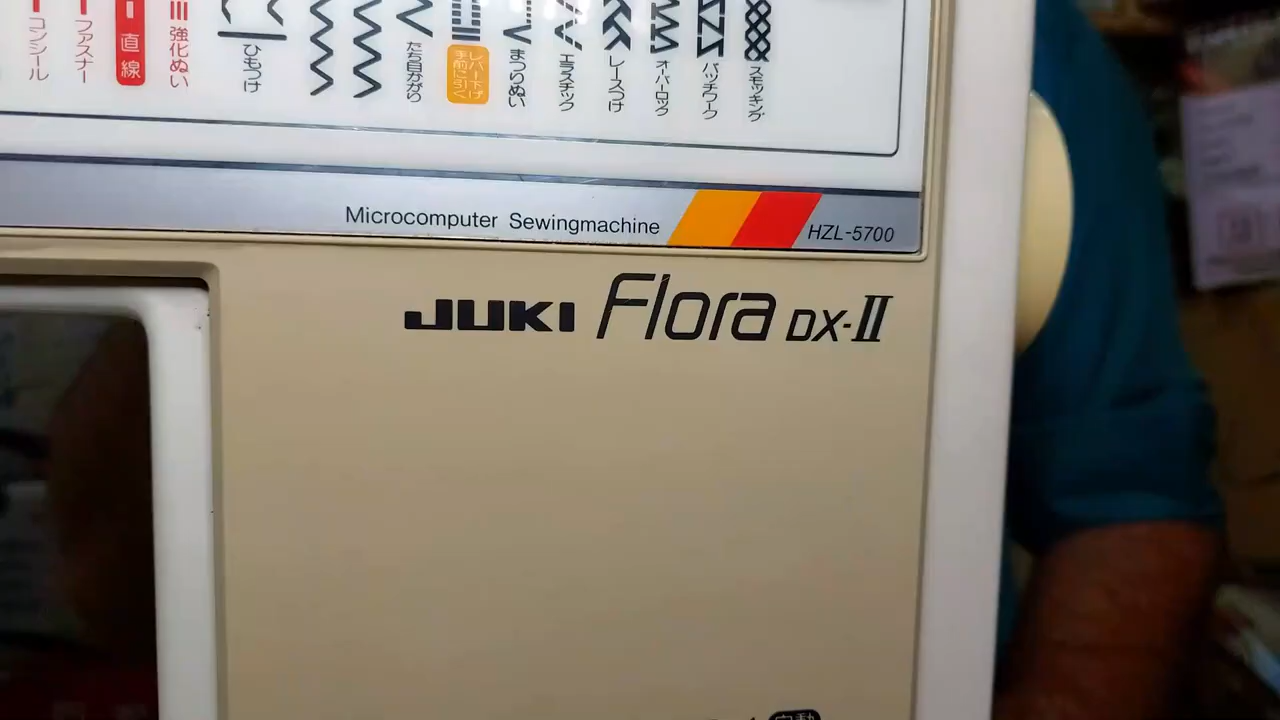 コンシール
ファスナー
直線
強化ぬい
ひもつけ
たち目かがり
レバー下げ
手前に引く
まつりぬい
エラスチック
レースつけ
オーバーロック
パッチワーク
スモッキング
Microcomputer Sewingmachine
HZL-5700
JUKI Flora DX-II
自動